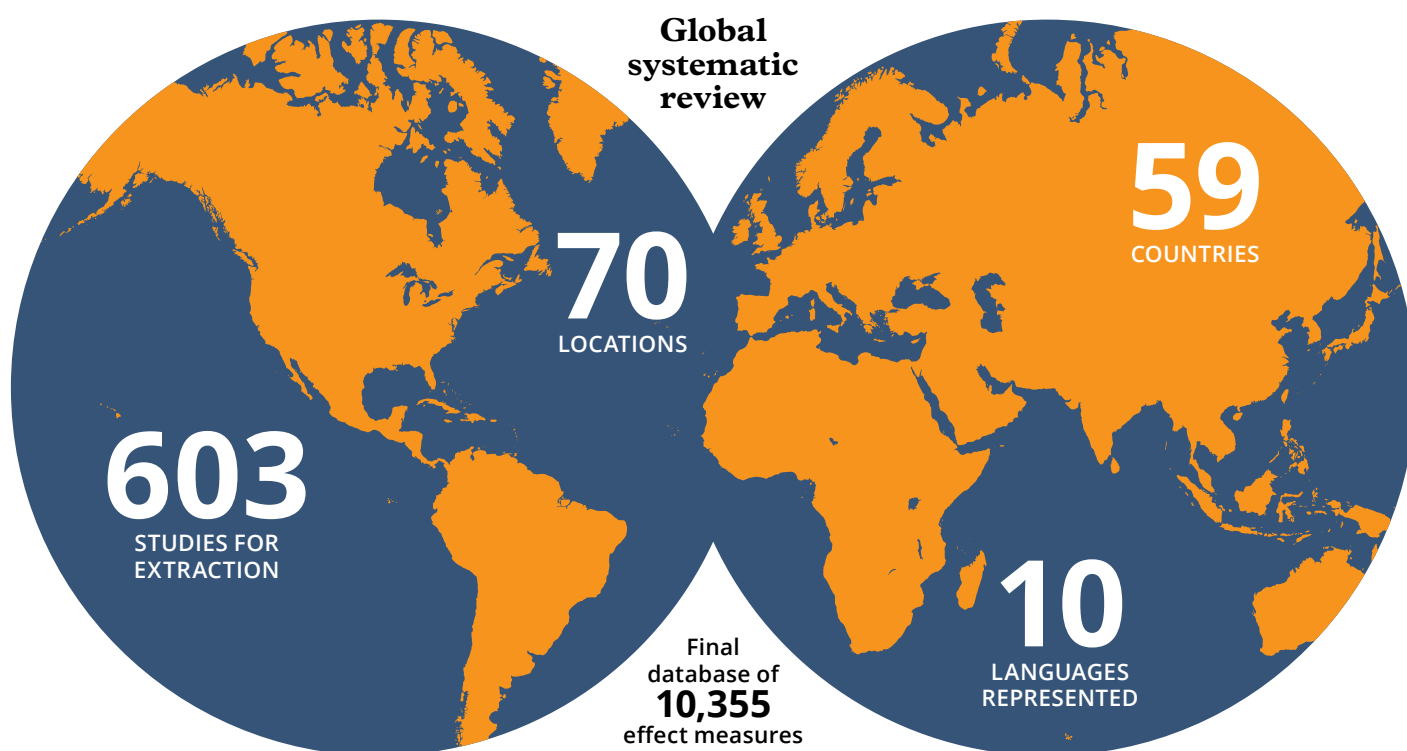 Global
systematic
review
70
LOCATIONS
59
COUNTRIES
603
STUDIES FOR
EXTRACTION
10
LANGUAGES
REPRESENTED
Final
database of
10,355
effect measures